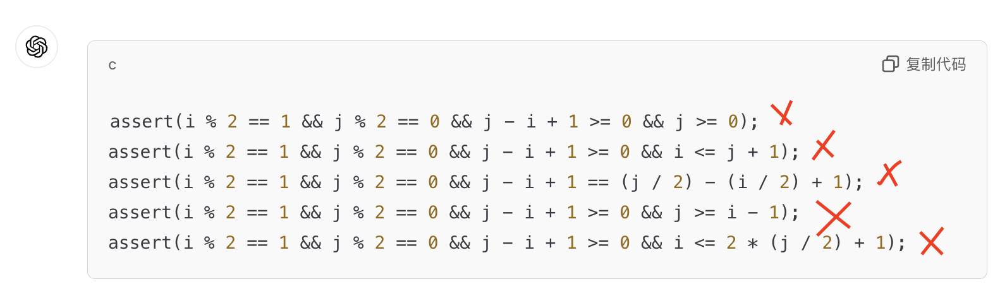 c
复制代码
assert(i % 2 == 1 && j % 2 == 0 && j - i + 1 >= 0 && j >= 0);
assert(i % 2 == 1 && j % 2 == 0 && j - i + 1 >= 0 && i <= j + 1);
assert(i % 2 == 1 && j % 2 == 0 && j - i + 1 == (j / 2) - (i / 2) + 1);
assert(i % 2 == 1 && j % 2 == 0 && j - i + 1 >= 0 && j >= i - 1);
assert(i % 2 == 1 && j % 2 == 0 && j - i + 1 >= 0 && i <= 2 * (j / 2) + 1);